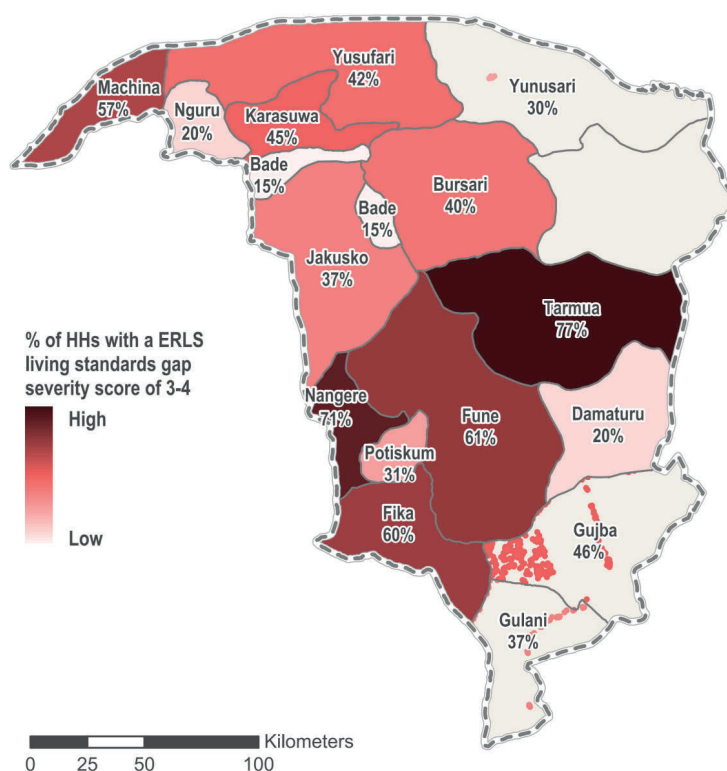 Machina
57%
Yusufari
42%
Yunusari
30%
Nguru
20%
Karasuwa
45%
Bade
15%
Bursari
40%
Bade
15%
Jakusko
37%
Tarmua
77%
% of HHs with a ERLS
living standards gap
severity score of 3-4
High
Low
Nangere
71%
Fune
61%
Damaturu
20%
Potiskum
31%
Fika
60%
Gujba
46%
Gulani
37%
Kilometers
0 25 50 100